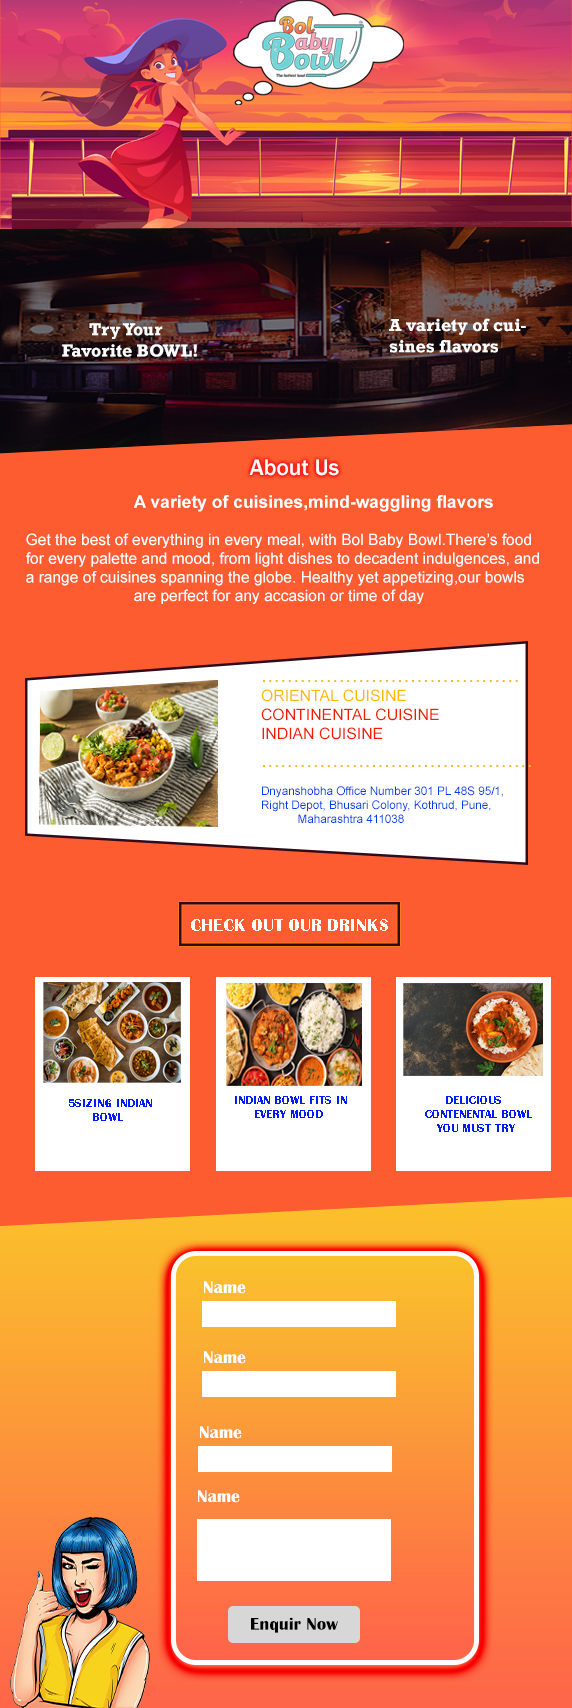 Bol
Baby
Bowl
The hottest bowl
Try Your
Favorite BOWL!
A variety of cui-
sines flavors
About Us
A variety of cuisines,mind-waggling flavors
Get the best of everything in every meal, with Bol Baby Bowl.There's food
for every palette and mood, from light dishes to decadent indulgences, and
a range of cuisines spanning the globe. Healthy yet appetizing,our bowls
are perfect for any accasion or time of day
ORIENTAL CUISINE
CONTINENTAL CUISINE
INDIAN CUISINE
Dnyanshobha Office Number 301 PL 48S 95/1,
Right Depot, Bhusari Colony, Kothrud, Pune,
Maharashtra 411038
CHECK OUT OUR DRINKS
5SIZING INDIAN
BOWL
INDIAN BOWL FITS IN
EVERY MOOD
DELICIOUS
CONTENENTAL BOWL
YOU MUST TRY
Name
Name
Name
Name
Enquir Now